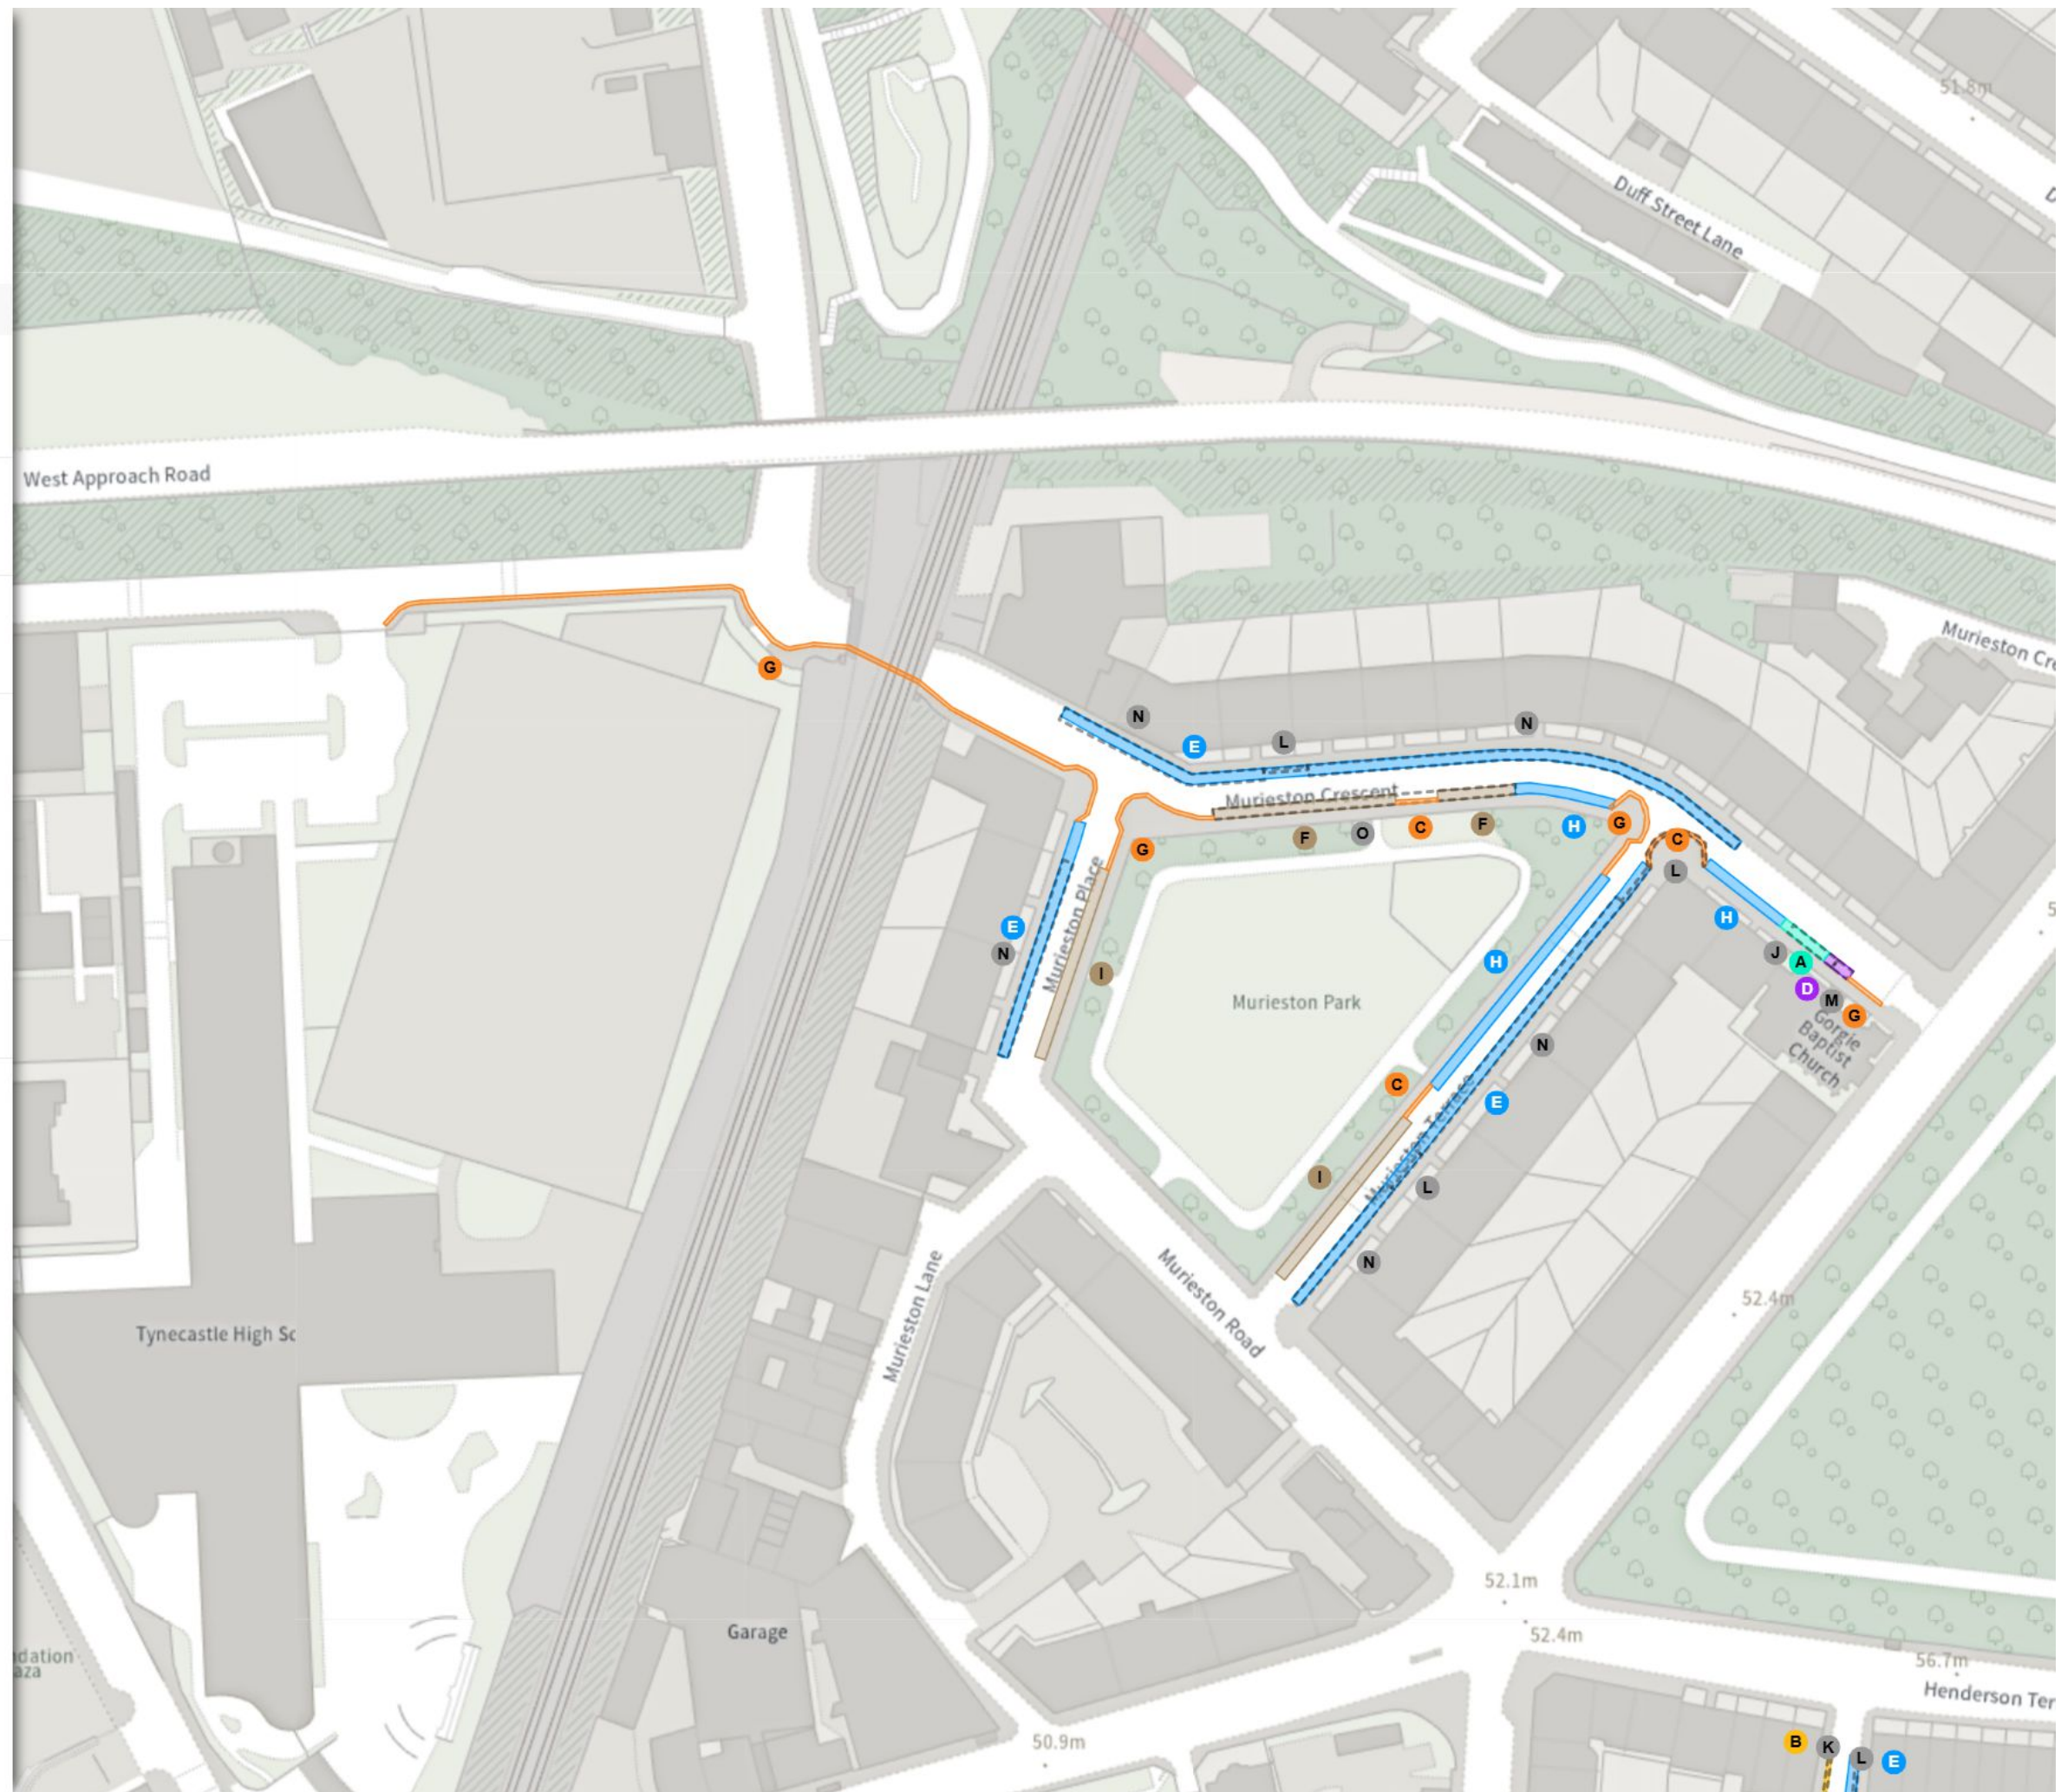 51.8m
Duff Street Lane
D
West Approach Road
Murieston Cre
G
N
E
L
N
Murieston Crescent
F
O
C
F
H
G
C
L
G
H
5
E
N
Murieston Place
I
J
A
D
M
G
Murieston Park
H
N
Gorgie
Baptist
Church
C
E
Murieston Terrace
I
L
N
Murieston Lane
Murieston Road
52.4m
Tynecastle High Sc
52.1m
52.4m
Garage
ndation
aza
56.7m
Henderson Ter
50.9m
B
K
L
E